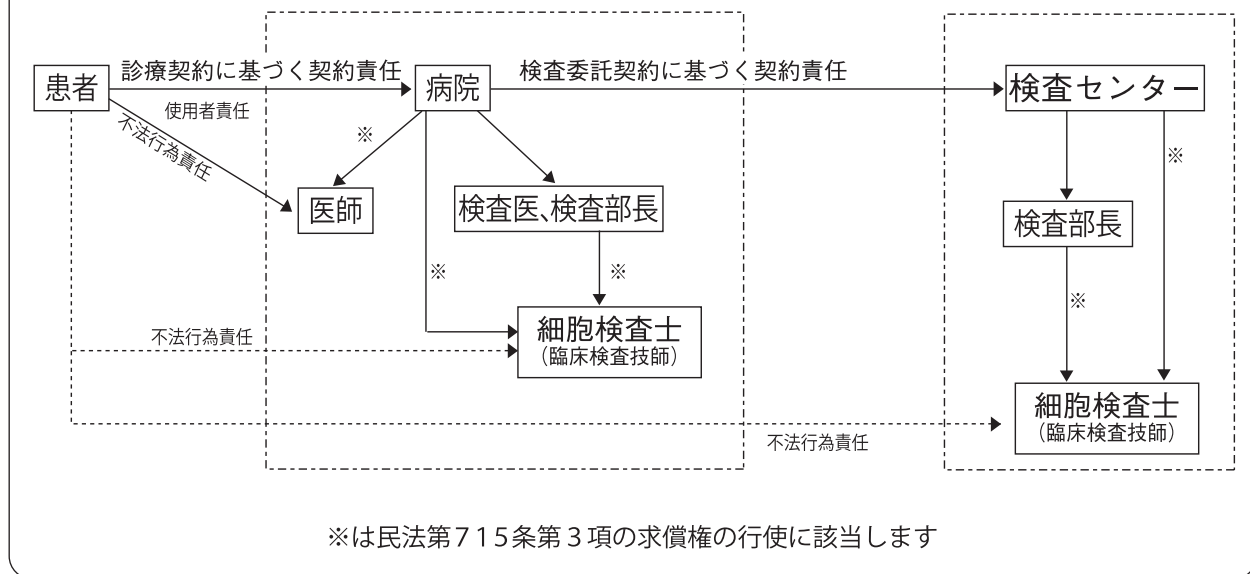 診療契約に基づく契約責任
検査委託契約に基づく契約責任
患者
病院
検査センター
使用者責任
不法行為責任
※
※
医師
検査医、検査部長
検査部長
※
※
※
不法行為責任
細胞検査士
（臨床検査技師）
細胞検査士
（臨床検査技師）
不法行為責任
※は民法第７１５条第３項の求償権の行使に該当します